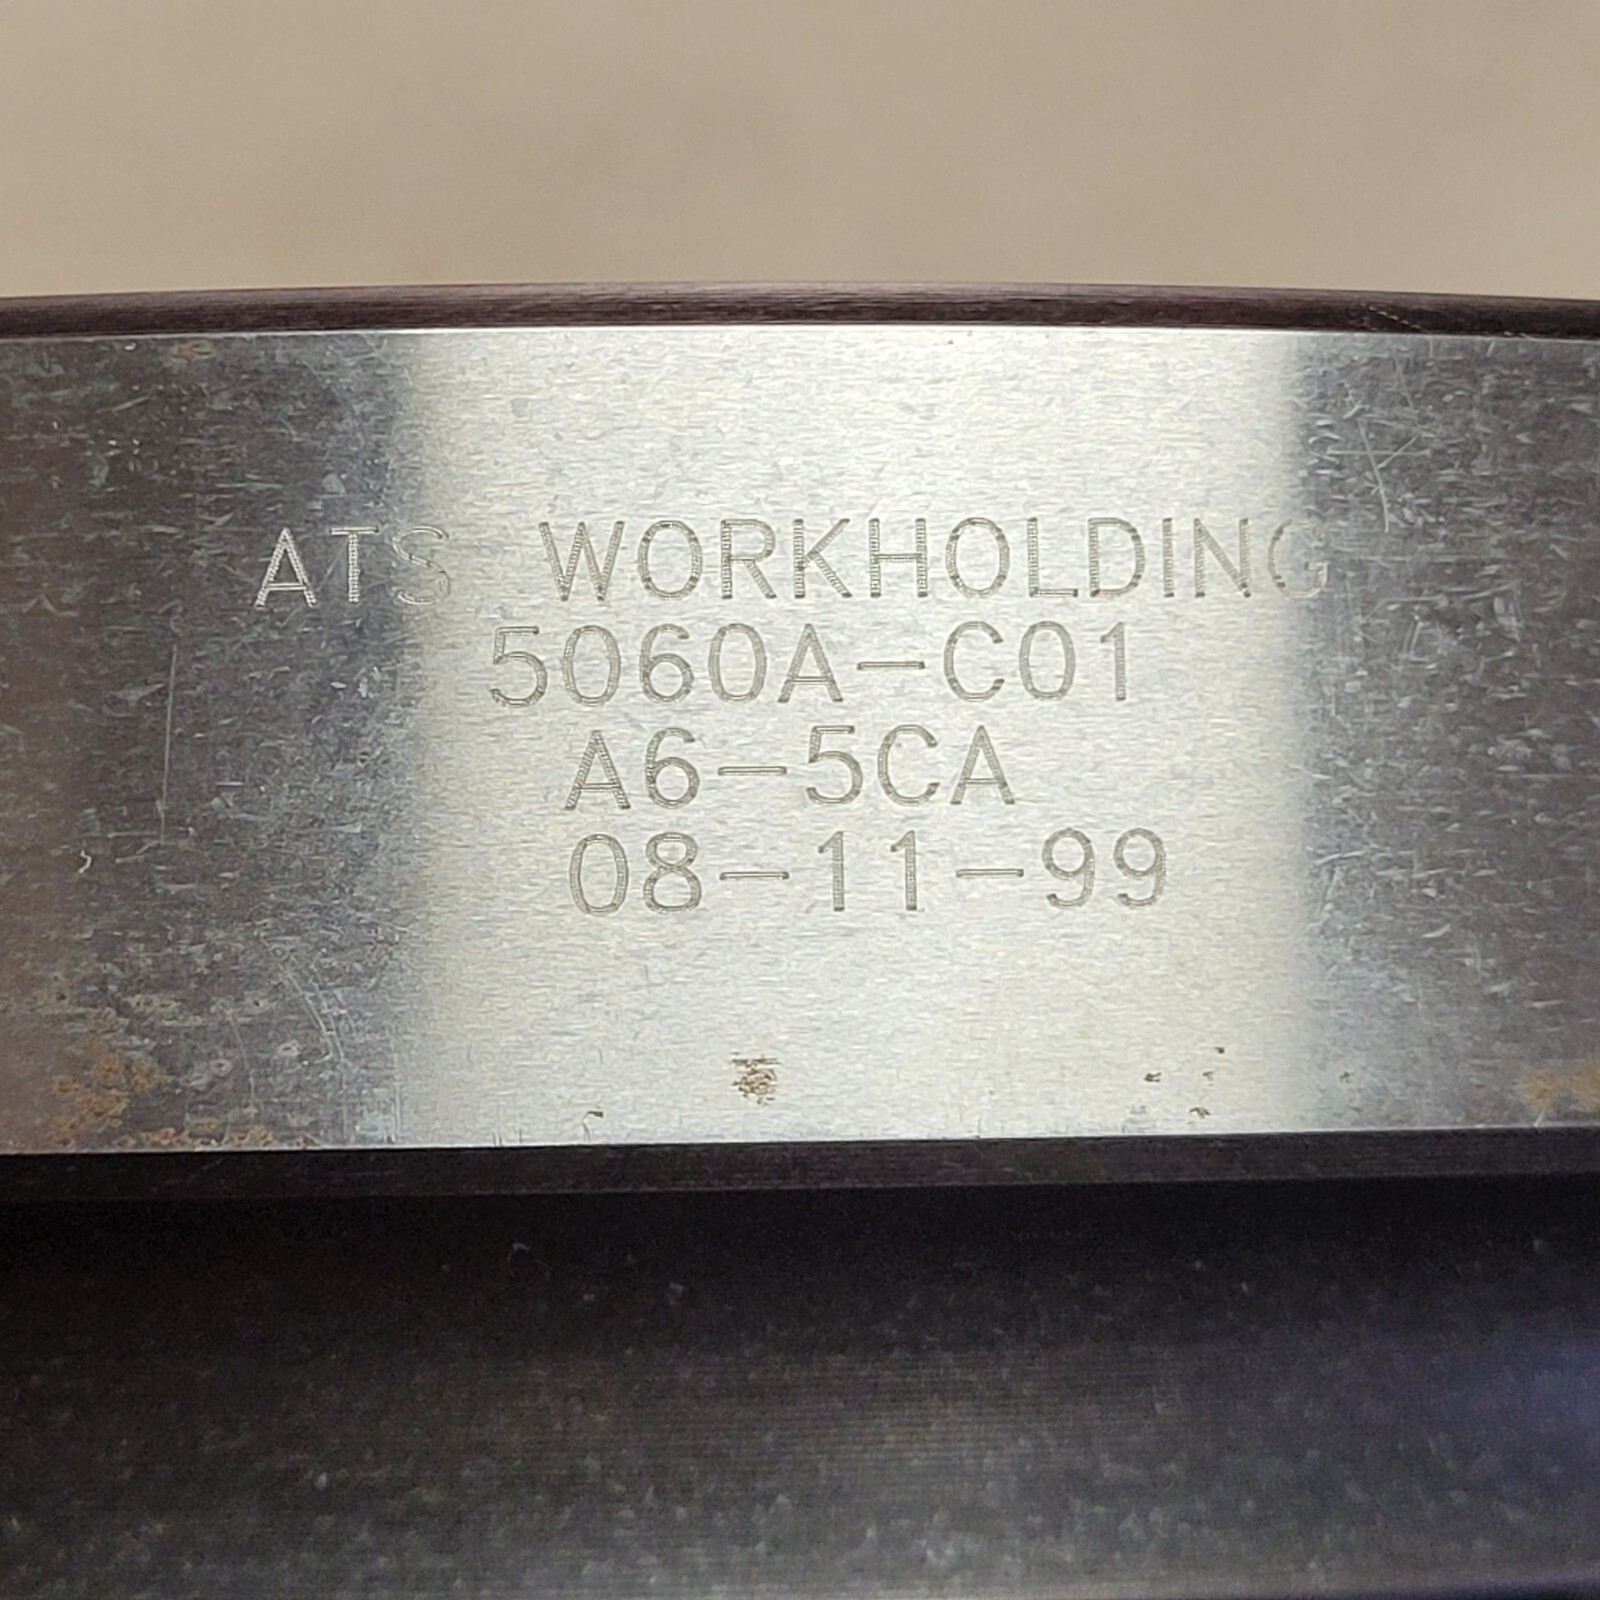 ATS WORKHOLDING
5060A-C01
A6-5CA
08-11-99